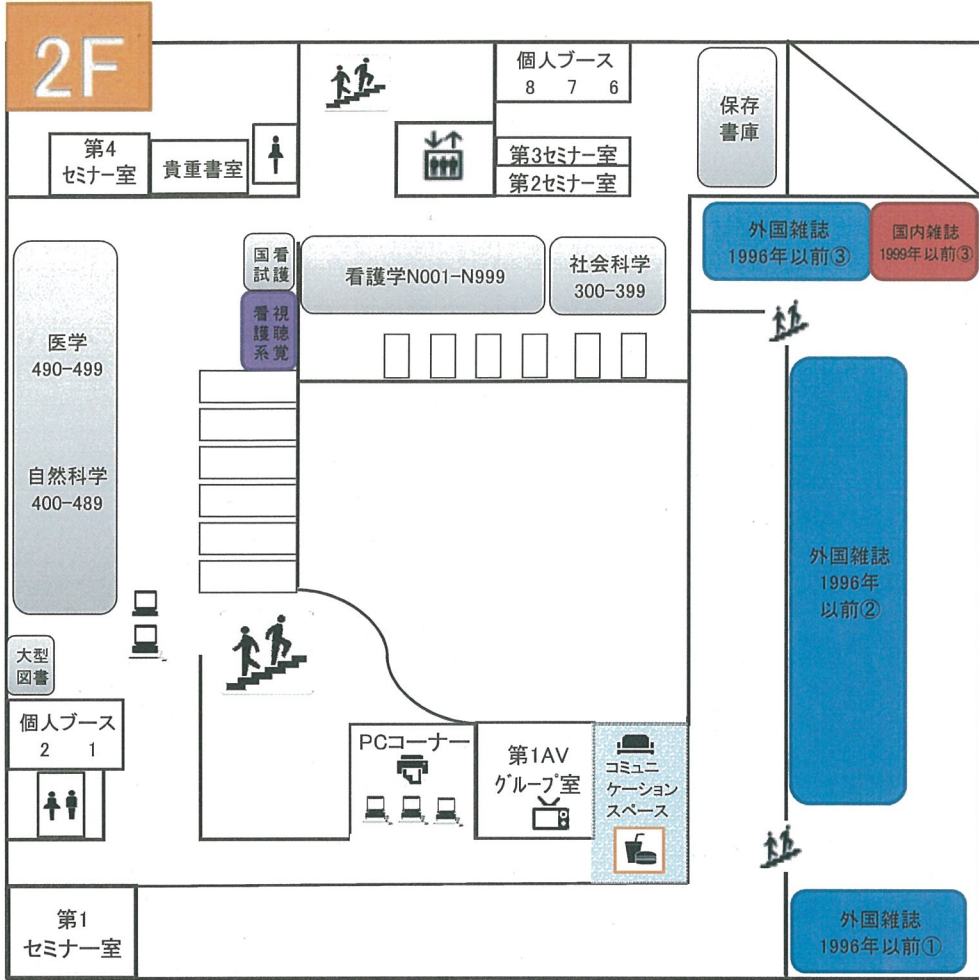 2F
個人ブース
8 7 6
保存
書庫
第4
セミナー室
貴重書室
第3セミナー室
第2セミナー室
外国雑誌
1996年以前③
国内雑誌
1999年以前③
看護
国試
看護学N001-N999
社会科学
300-399
視聴覚
看護系
医学
490-499
自然科学
400-489
外国雑誌
1996年
以前②
大型
図書
個人ブース
2 1
PCコーナー
第1AV
グループ室
コミュニ
ケーション
スペース
第1
セミナー室
外国雑誌
1996年以前①